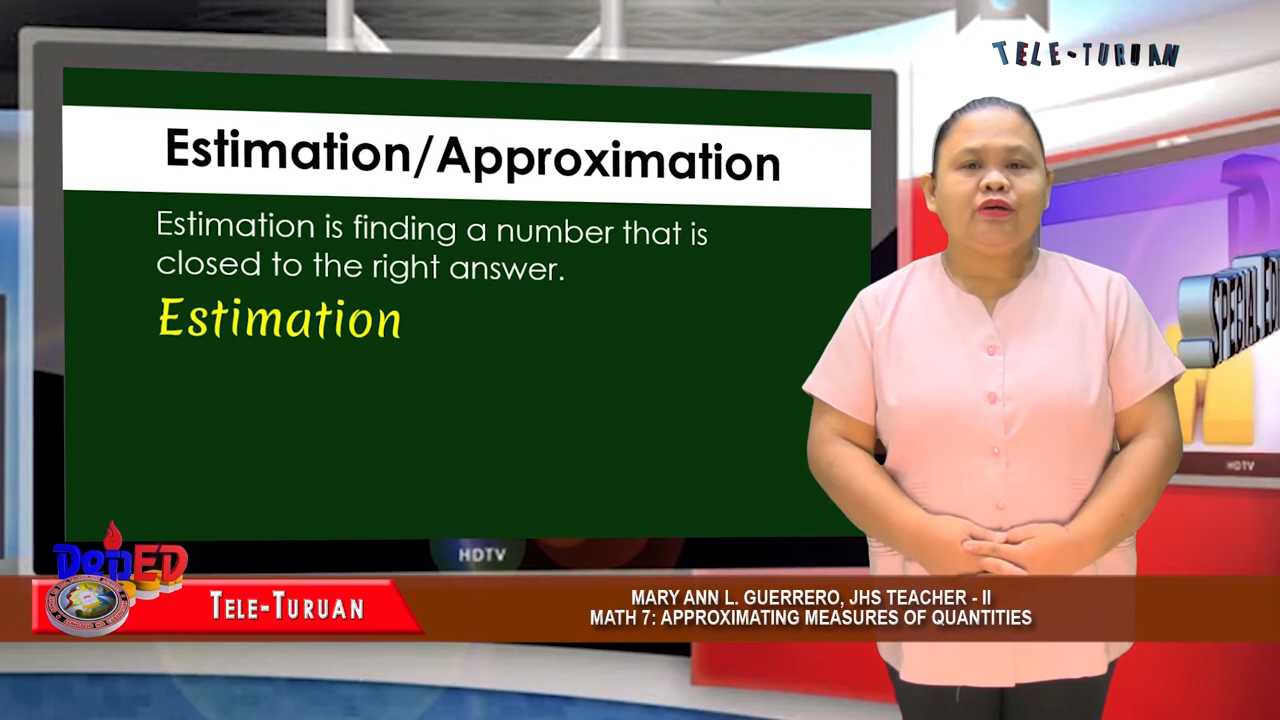 TELE-TURUAN
Estimation/Approximation
Estimation is finding a number that is
closed to the right answer.
Estimation
SPECIAL
HDTV
HDTV
DepED
TELE-TURUAN
MARY ANN L. GUERRERO, JHS TEACHER - II
MATH 7: APPROXIMATING MEASURES OF QUANTITIES